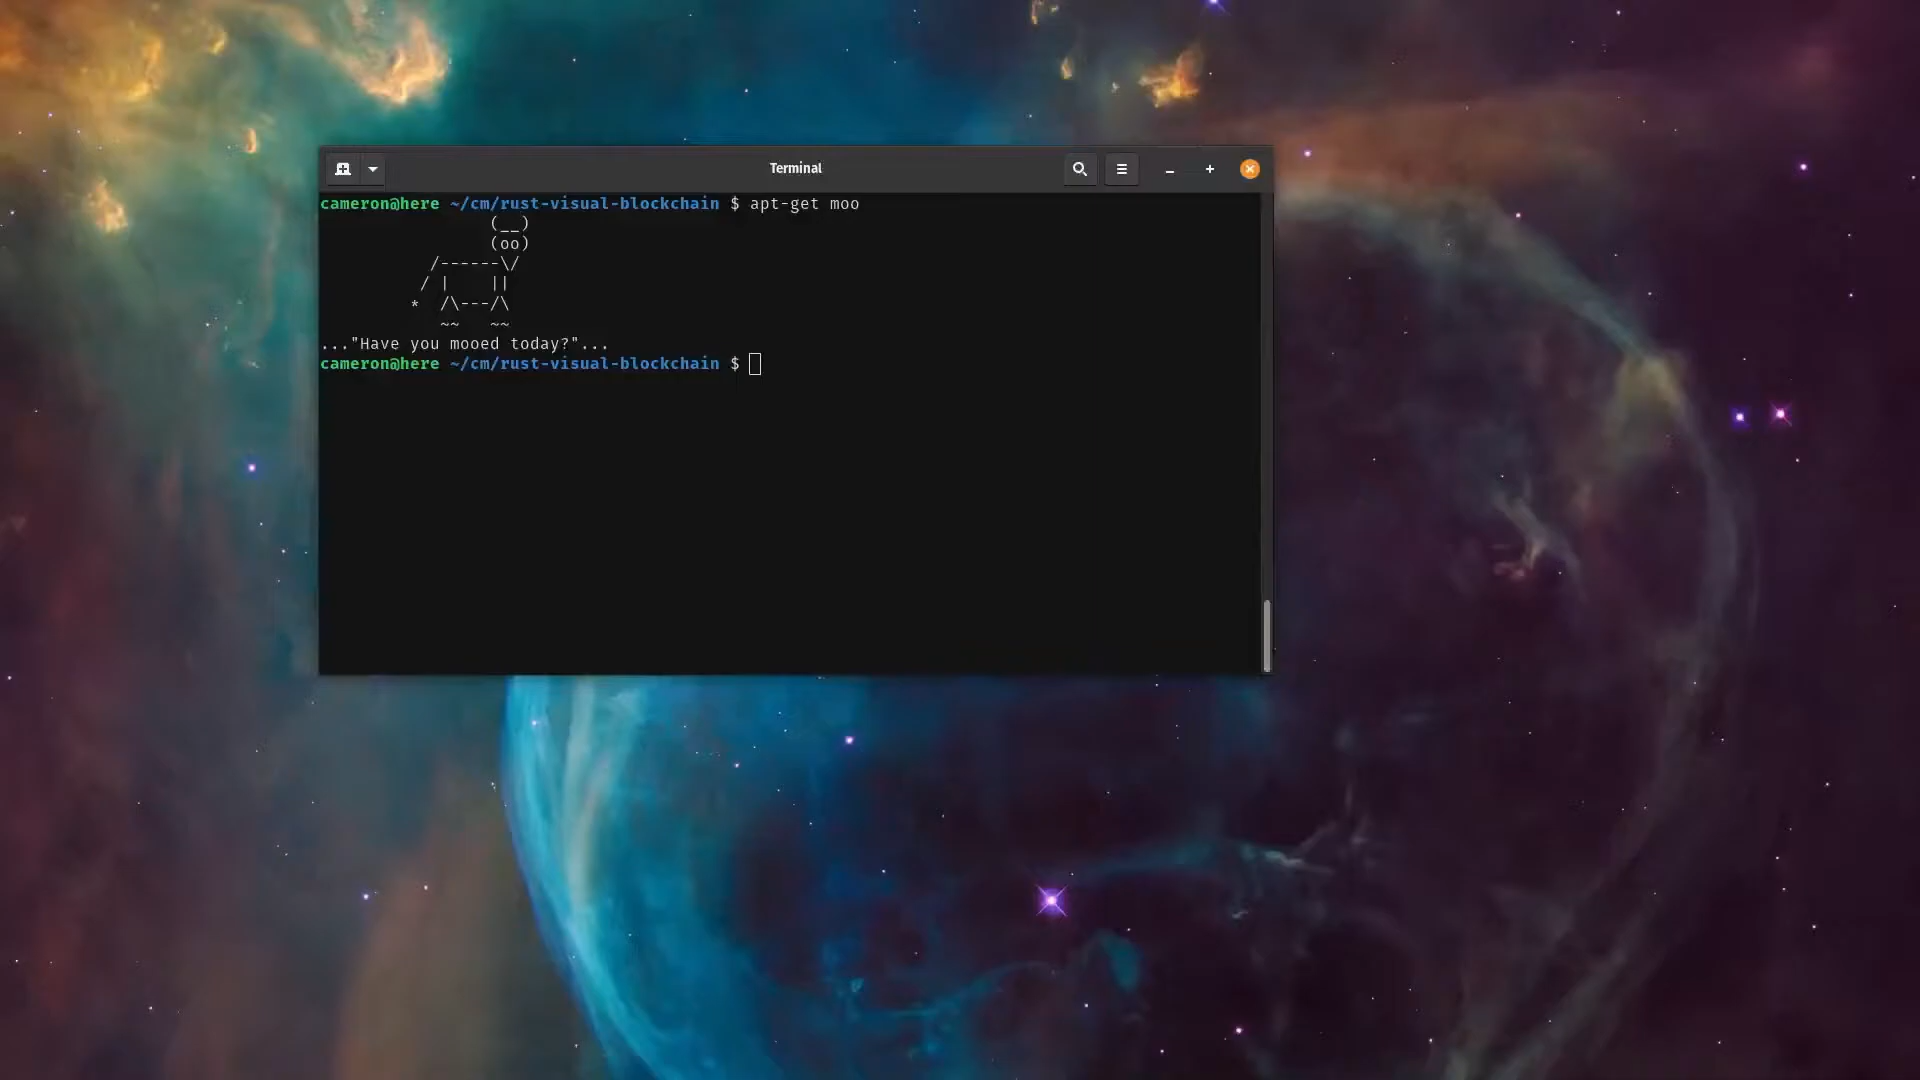 Terminal
cameron@here ~/cm/rust-visual-blockchain $ apt-get moo
                 (__)
                 (oo)
           /------\/
          / |    ||
         *  /\---/\
            ~~   ~~
..."Have you mooed today?"...
cameron@here ~/cm/rust-visual-blockchain $